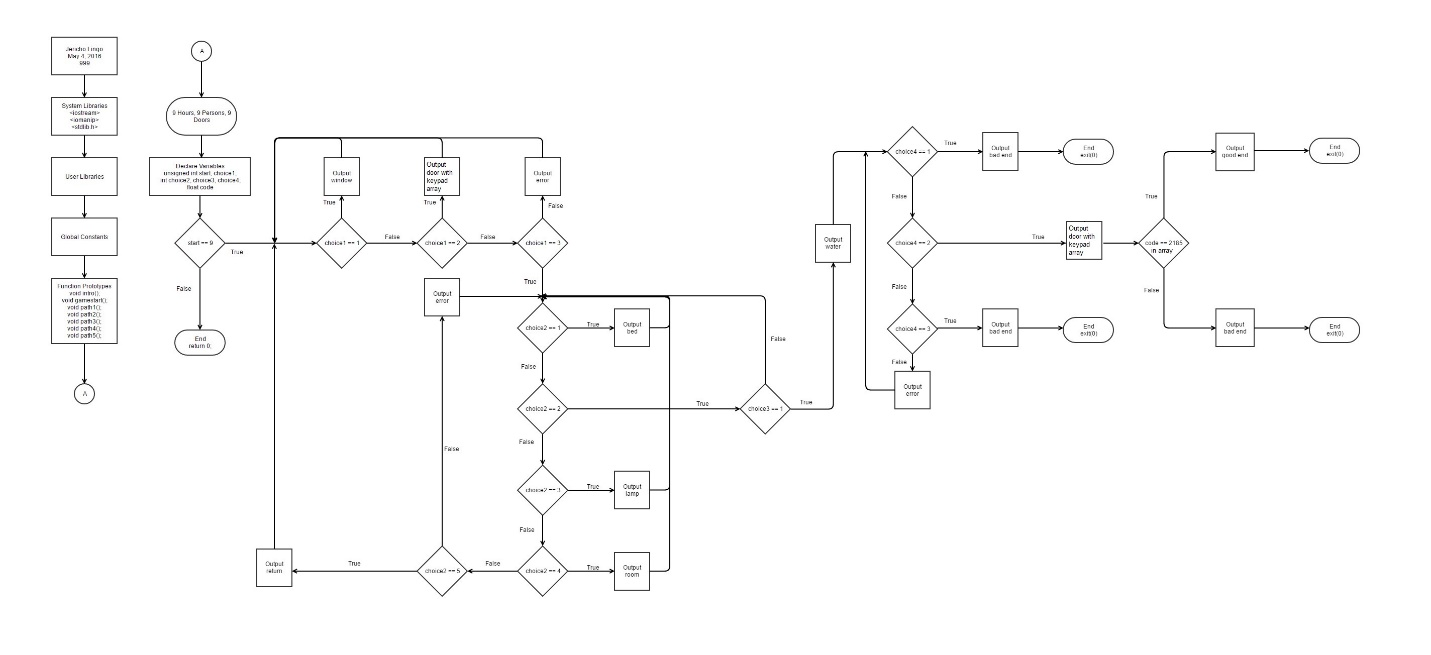 Jericho Lingo
May 4, 2016
999
System Libraries
<iostream>
<iomanip>
<stdlib.h>
User Libraries
Global Constants
Function Prototypes
void intro();
void gamestart();
void path1();
void path2();
void path3();
void path4();
void path5();
A
A
9 Hours, 9 Persons, 9
Doors
Declare Variables
unsigned int start, choice1;
int choice2, choice3, choice4;
float code
start == 9
True
False
End
return 0;
Output
window
True
choice1 == 1
False
Output
door with
keypad
array
True
choice1 == 2
False
Output
error
False
choice1 == 3
True
Output
error
choice2 == 1
True
Output
bed
False
choice2 == 2
True
False
choice2 == 3
True
Output
lamp
False
choice2 == 4
True
Output
room
False
choice2 == 5
False
True
Output
return
False
choice3 == 1
True
Output
water
choice4 == 1
True
Output
bad end
End
exit(0)
False
choice4 == 2
True
Output
door with
keypad
array
code == 2185
in array
True
Output
good end
End
exit(0)
False
Output
bad end
End
exit(0)
False
choice4 == 3
True
Output
bad end
End
exit(0)
False
Output
error